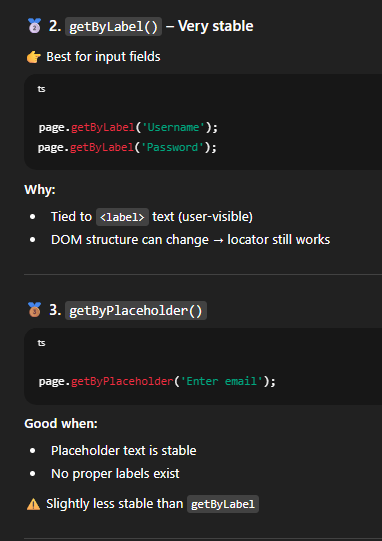 🥈 2. getByLabel() – Very stable
👉 Best for input fields
ts
page.getByLabel('Username');
page.getByLabel('Password');
Why:
• Tied to <label> text (user-visible)
• DOM structure can change → locator still works
🥉 3. getByPlaceholder()
ts
page.getByPlaceholder('Enter email');
Good when:
• Placeholder text is stable
• No proper labels exist
⚠️ Slightly less stable than getByLabel